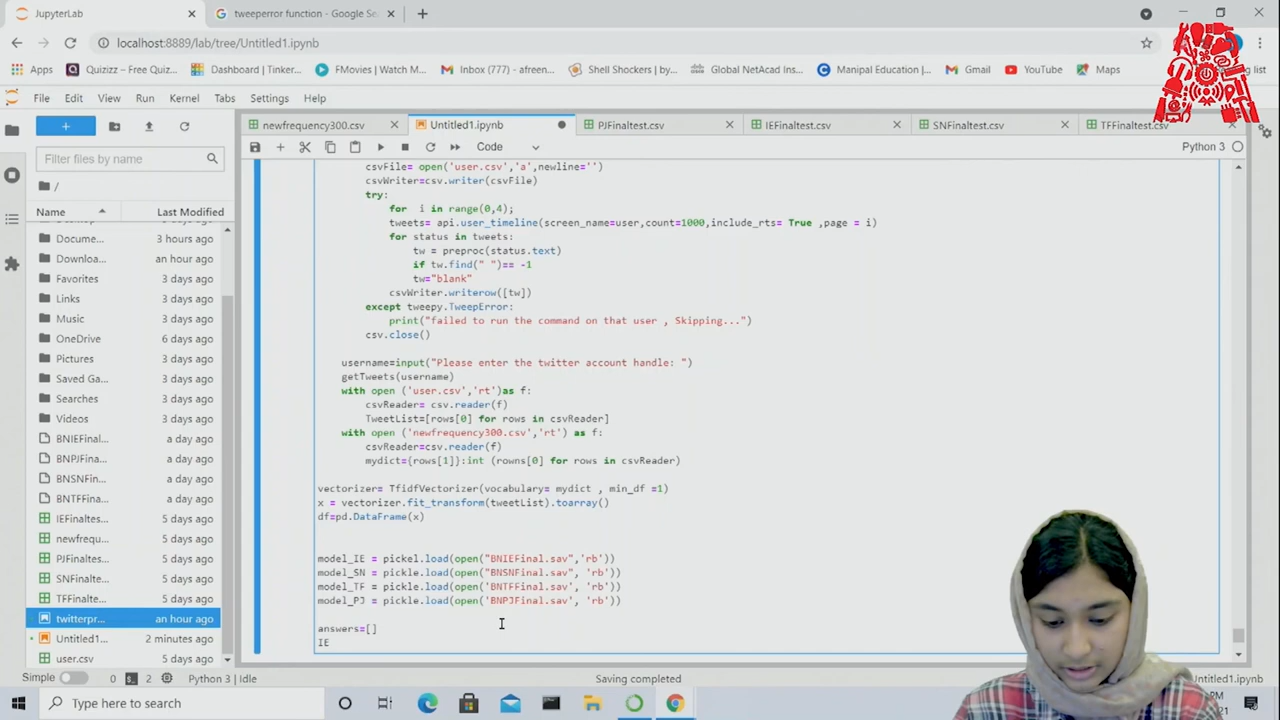 JupyterLab
tweeperror function - Google Se
localhost:8889/lab/tree/Untitled1.ipynb
Apps
Quizizz – Free Quiz...
Dashboard | Tinker...
FMovies | Watch M...
Inbox (777) - afreen...
Shell Shockers | by...
Global NetAcad Ins...
Manipal Education |...
Gmail
YouTube
Maps
File Edit View Run Kernel Tabs Settings Help
newfrequency300.csv
Untitled1.ipynb
PJFinaltest.csv
IEFinaltest.csv
SNFinaltest.csv
TFFinaltest.csv
Code
Python 3
Filter files by name
/
Name Last Modified
Docume... 3 hours ago
Downloa... an hour ago
Favorites 3 days ago
Links 3 days ago
Music 3 days ago
OneDrive 6 days ago
Pictures 3 days ago
Saved Ga... 3 days ago
Searches 3 days ago
Videos 3 days ago
BNIEFinal... a day ago
BNPJFinal... a day ago
BNSNFin... a day ago
BNTFFin... a day ago
IEFinaltes... 5 days ago
newfrequ... 5 days ago
PJFinalte... 5 days ago
SNFinalte... 5 days ago
TFFinalte... 5 days ago
twitterpr... an hour ago
Untitled1... 2 minutes ago
user.csv 5 days ago
csvFile= open('user.csv','a',newline='')
csvWriter=csv.writer(csvFile)
try:
for i in range(0,4);
tweets= api.user_timeline(screen_name=user,count=1000,include_rts= True ,page = i)
for status in tweets:
tw = preproc(status.text)
if tw.find(" ")== -1
tw="blank"
csvWriter.writerow([tw])
except tweepy.TweepError:
print("failed to run the command on that user , Skipping...")
csv.close()
username=input("Please enter the twitter account handle: ")
getTweets(username)
with open ('user.csv','rt')as f:
csvReader= csv.reader(f)
TweetList=[rows[0] for rows in csvReader]
with open ('newfrequency300.csv','rt') as f:
csvReader=csv.reader(f)
mydict={rows[1]}:int (rowns[0] for rows in csvReader)
vectorizer= TfidfVectorizer(vocabulary= mydict , min_df =1)
x = vectorizer.fit_transform(tweetList).toarray()
df=pd.DataFrame(x)
model_IE = pickel.load(open("BNIEFinal.sav",'rb'))
model_SN = pickle.load(open("BNSNFinal.sav", 'rb'))
model_TF = pickle.load(open("BNTFFinal.sav', 'rb'))
model_PJ = pickle.load(open('BNPJFinal.sav', 'rb'))
answers=[]
IE
Simple 0 2 Python 3 | Idle Saving completed
Type here to search